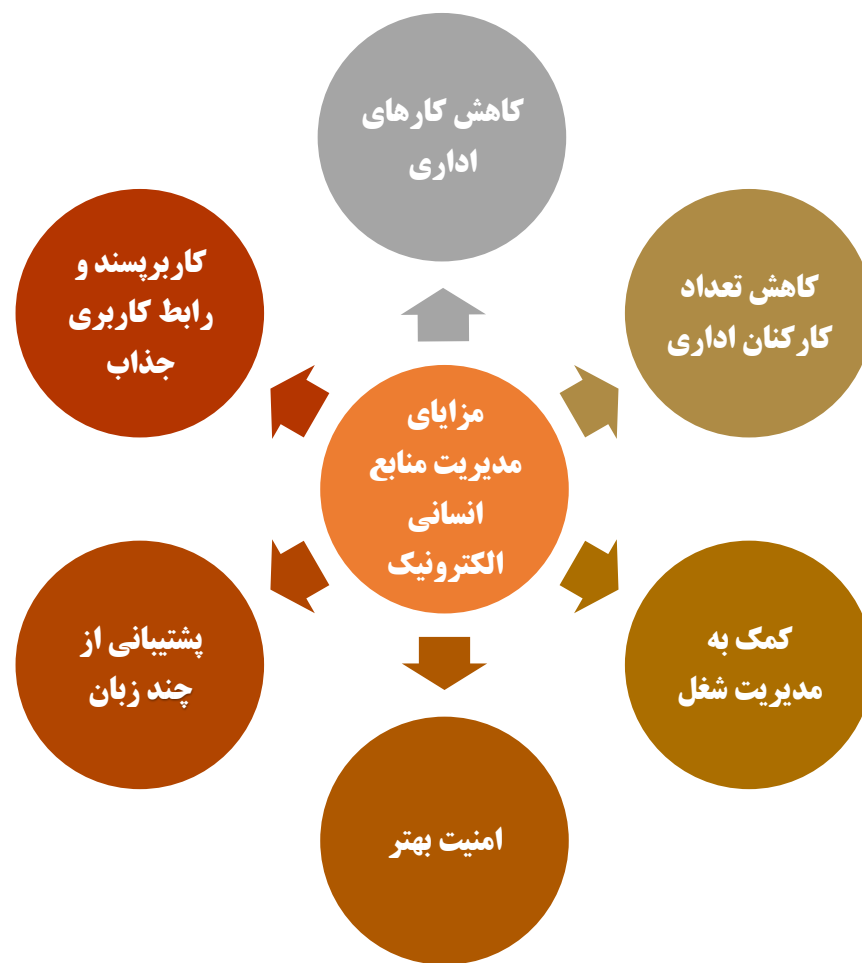 کاهش کارهای
اداری
کاهش تعداد
کارکنان اداری
کمک به
مدیریت شغل
امنیت بهتر
پشتیبانی از
چند زبان
کاربرپسند و
رابط کاربری
جذاب
مزایای
مدیریت منابع
انسانی
الکترونیک